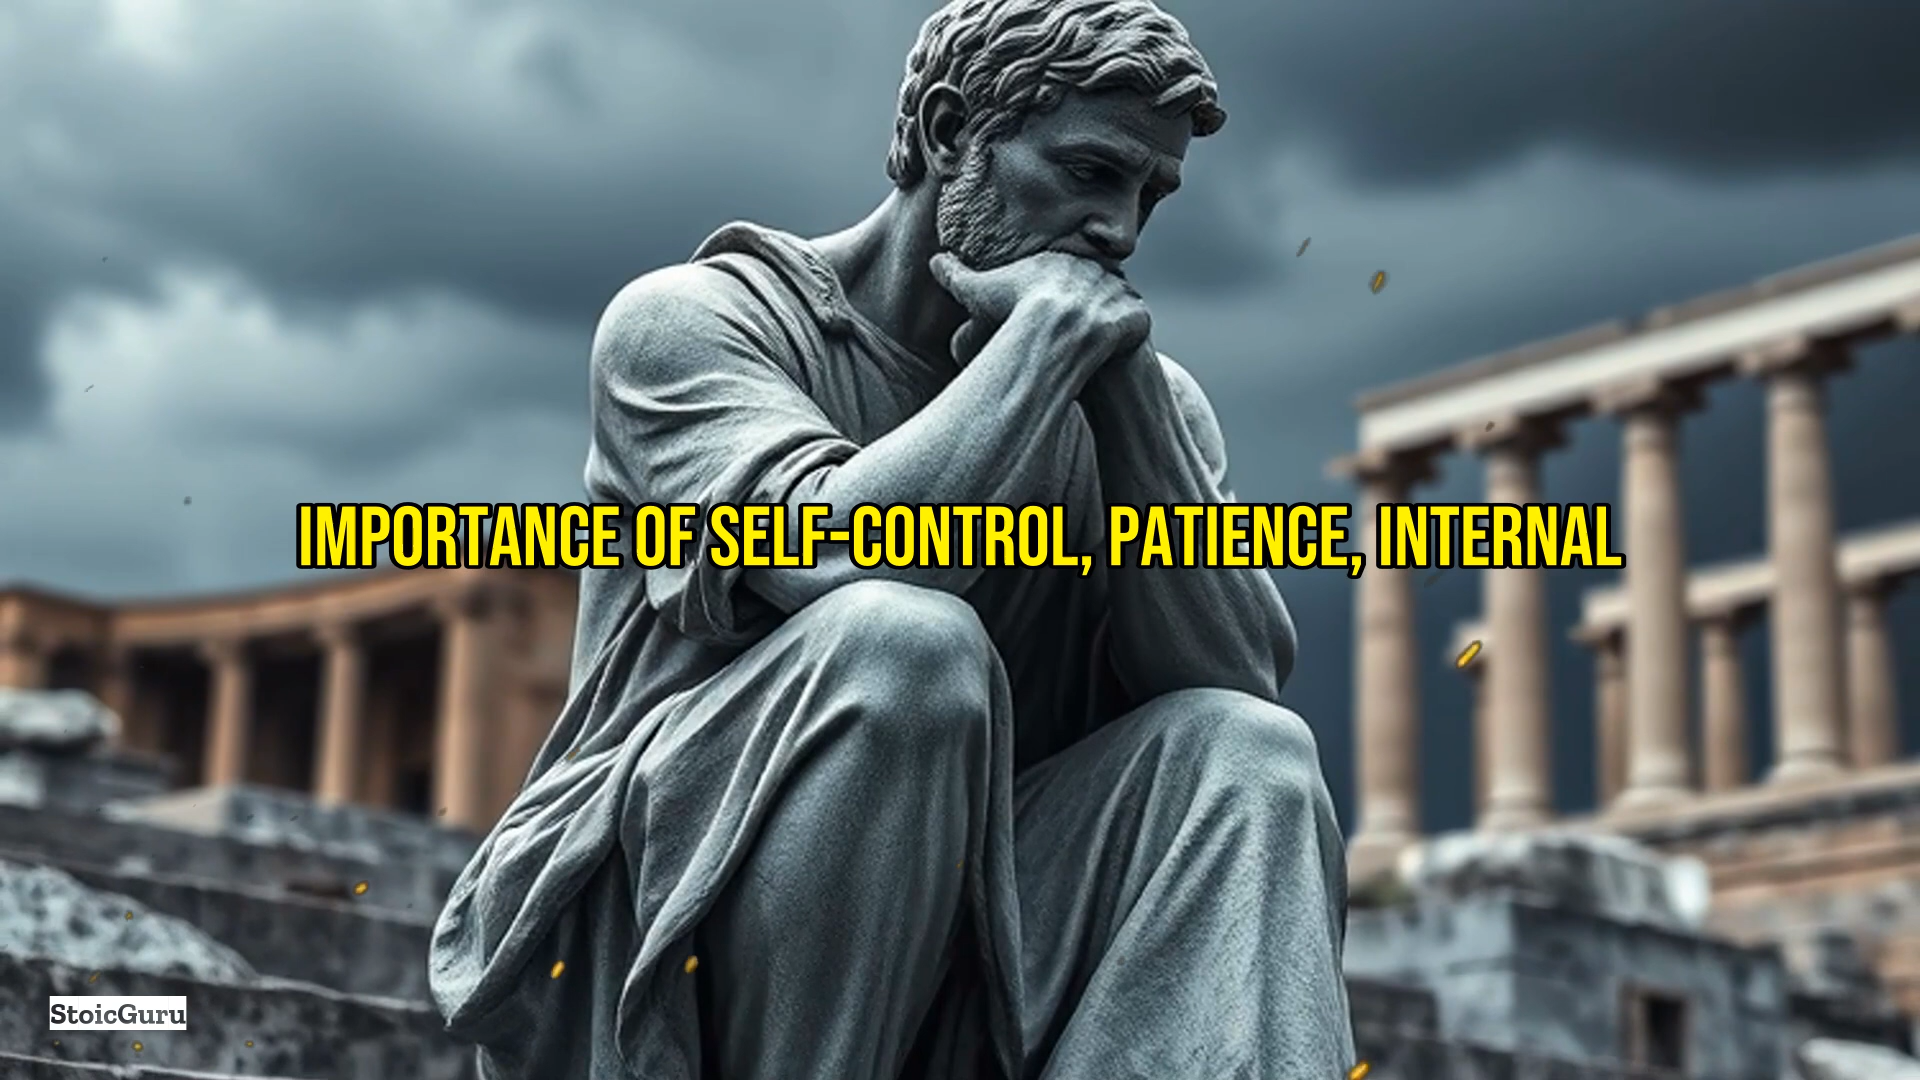 IMPORTANCE OF SELF-CONTROL, PATIENCE, INTERNAL
StoicGuru